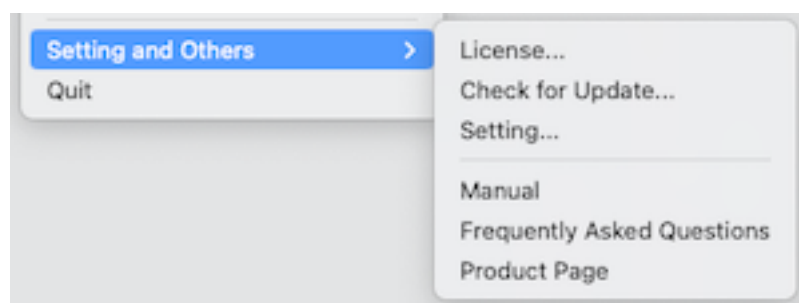 Setting and Others
Quit
License...
Check for Update...
Setting...
Manual
Frequently Asked Questions
Product Page